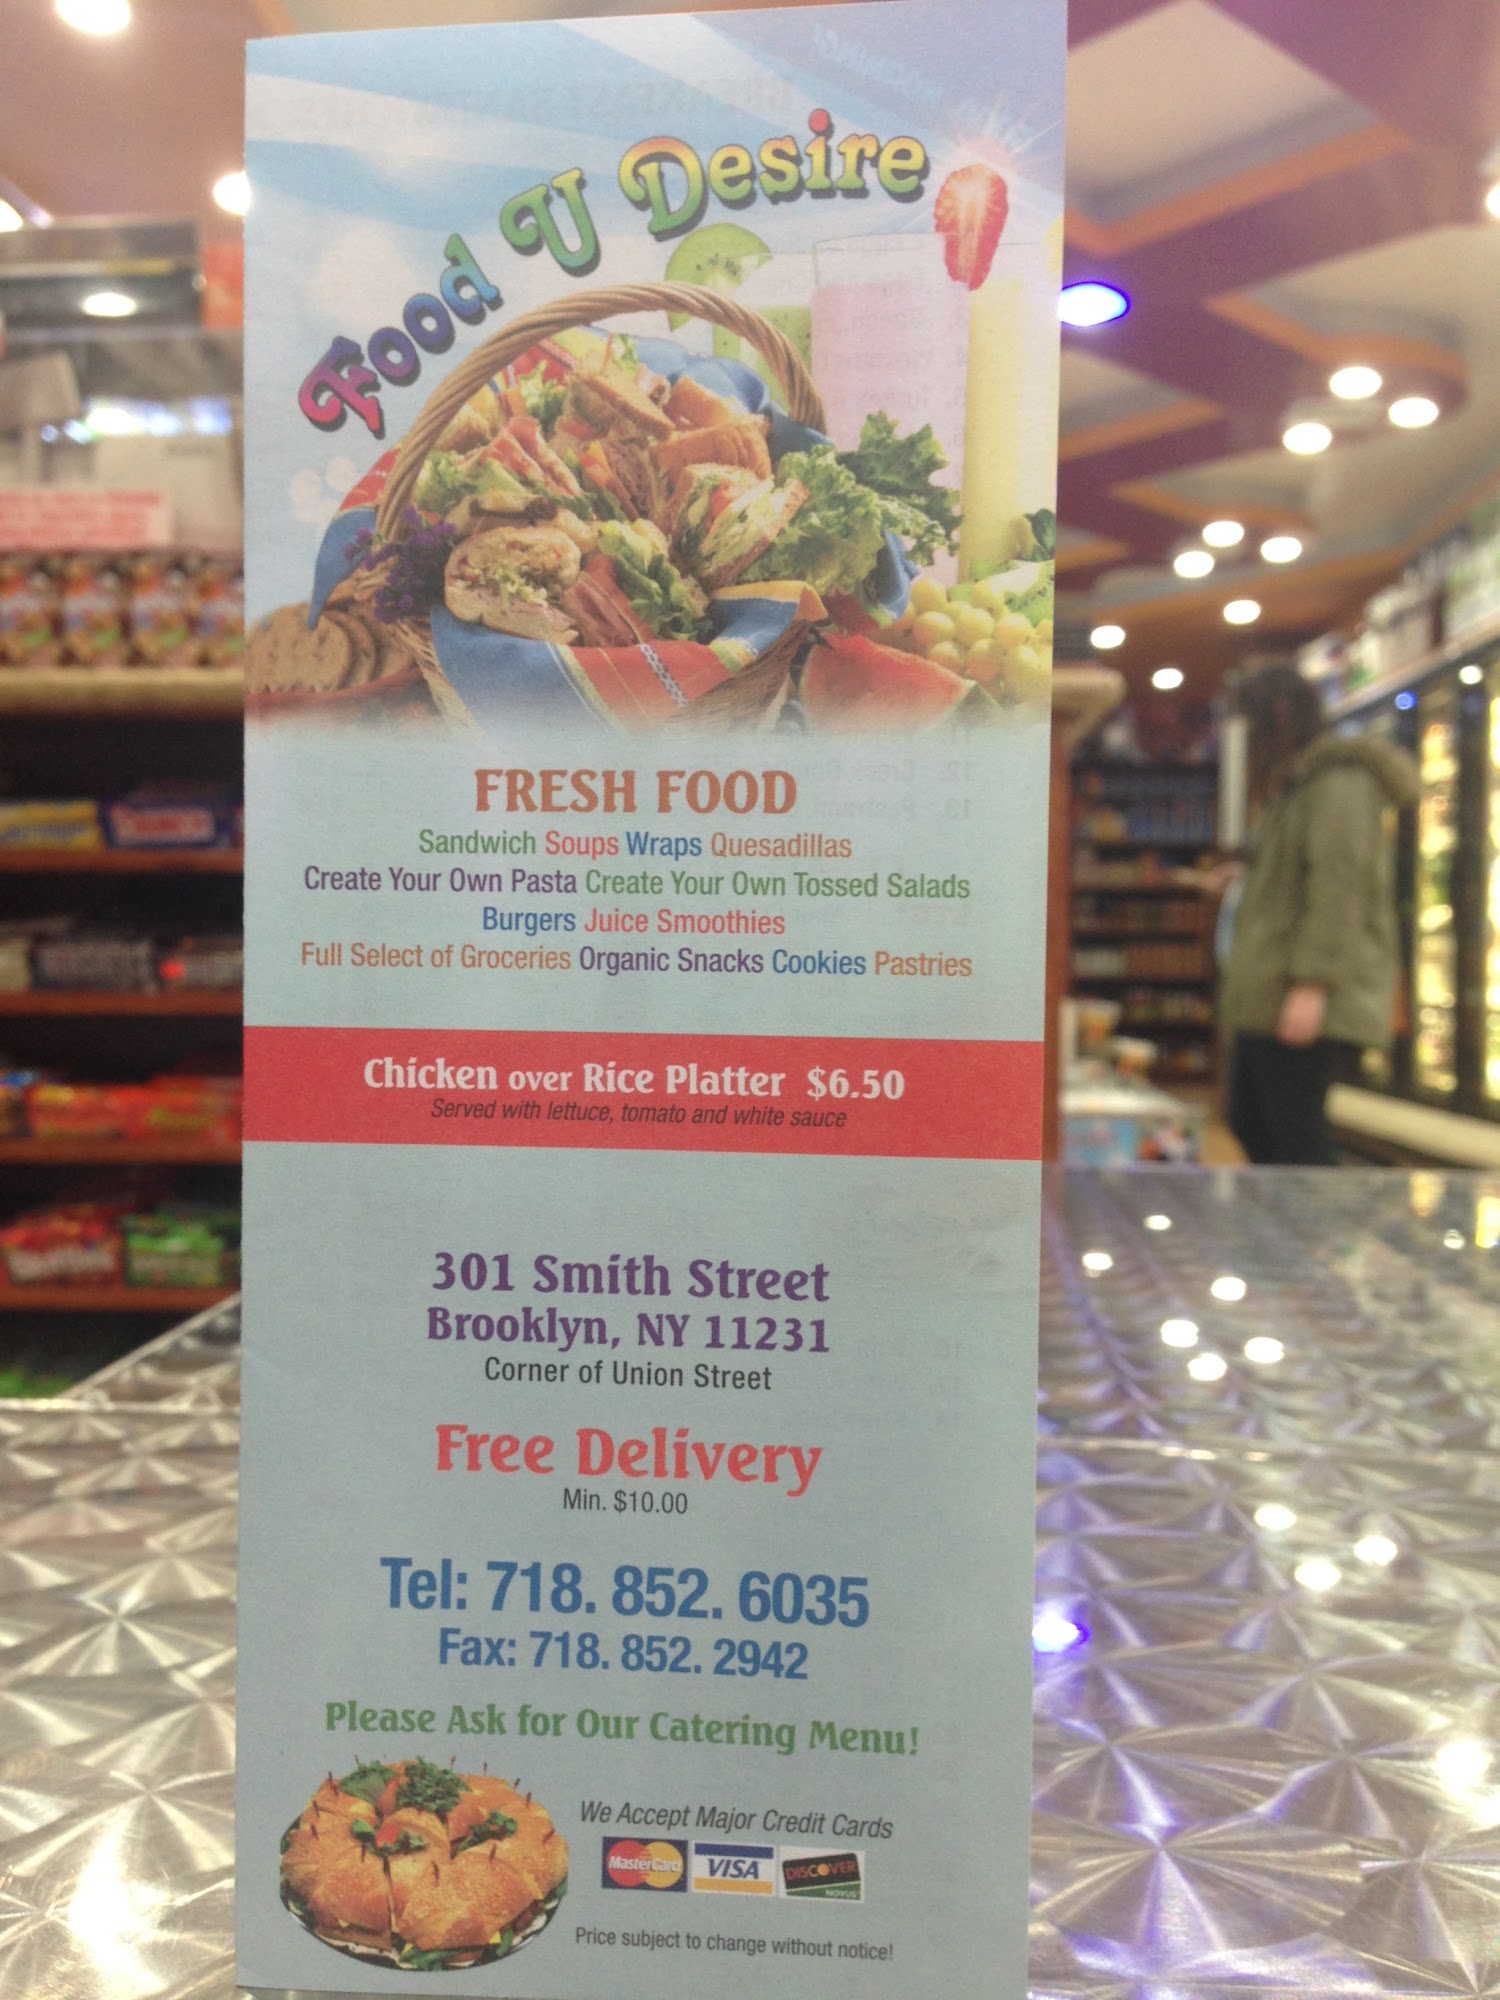 Food U Desire
FRESH FOOD
Sandwich Soups Wraps Quesadillas
Create Your Own Pasta Create Your Own Tossed Salads
Burgers Juice Smoothies
Full Select of Groceries Organic Snacks Cookies Pastries
Chicken over Rice Platter $6.50
Served with lettuce, tomato and white sauce
301 Smith Street
Brooklyn, NY 11231
Corner of Union Street
Free Delivery
Min. $10.00
Tel: 718. 852. 6035
Fax: 718. 852. 2942
Please Ask for Our Catering Menu!
We Accept Major Credit Cards
MasterCard VISA DISCOVER
NOVUS
Price subject to change without notice!